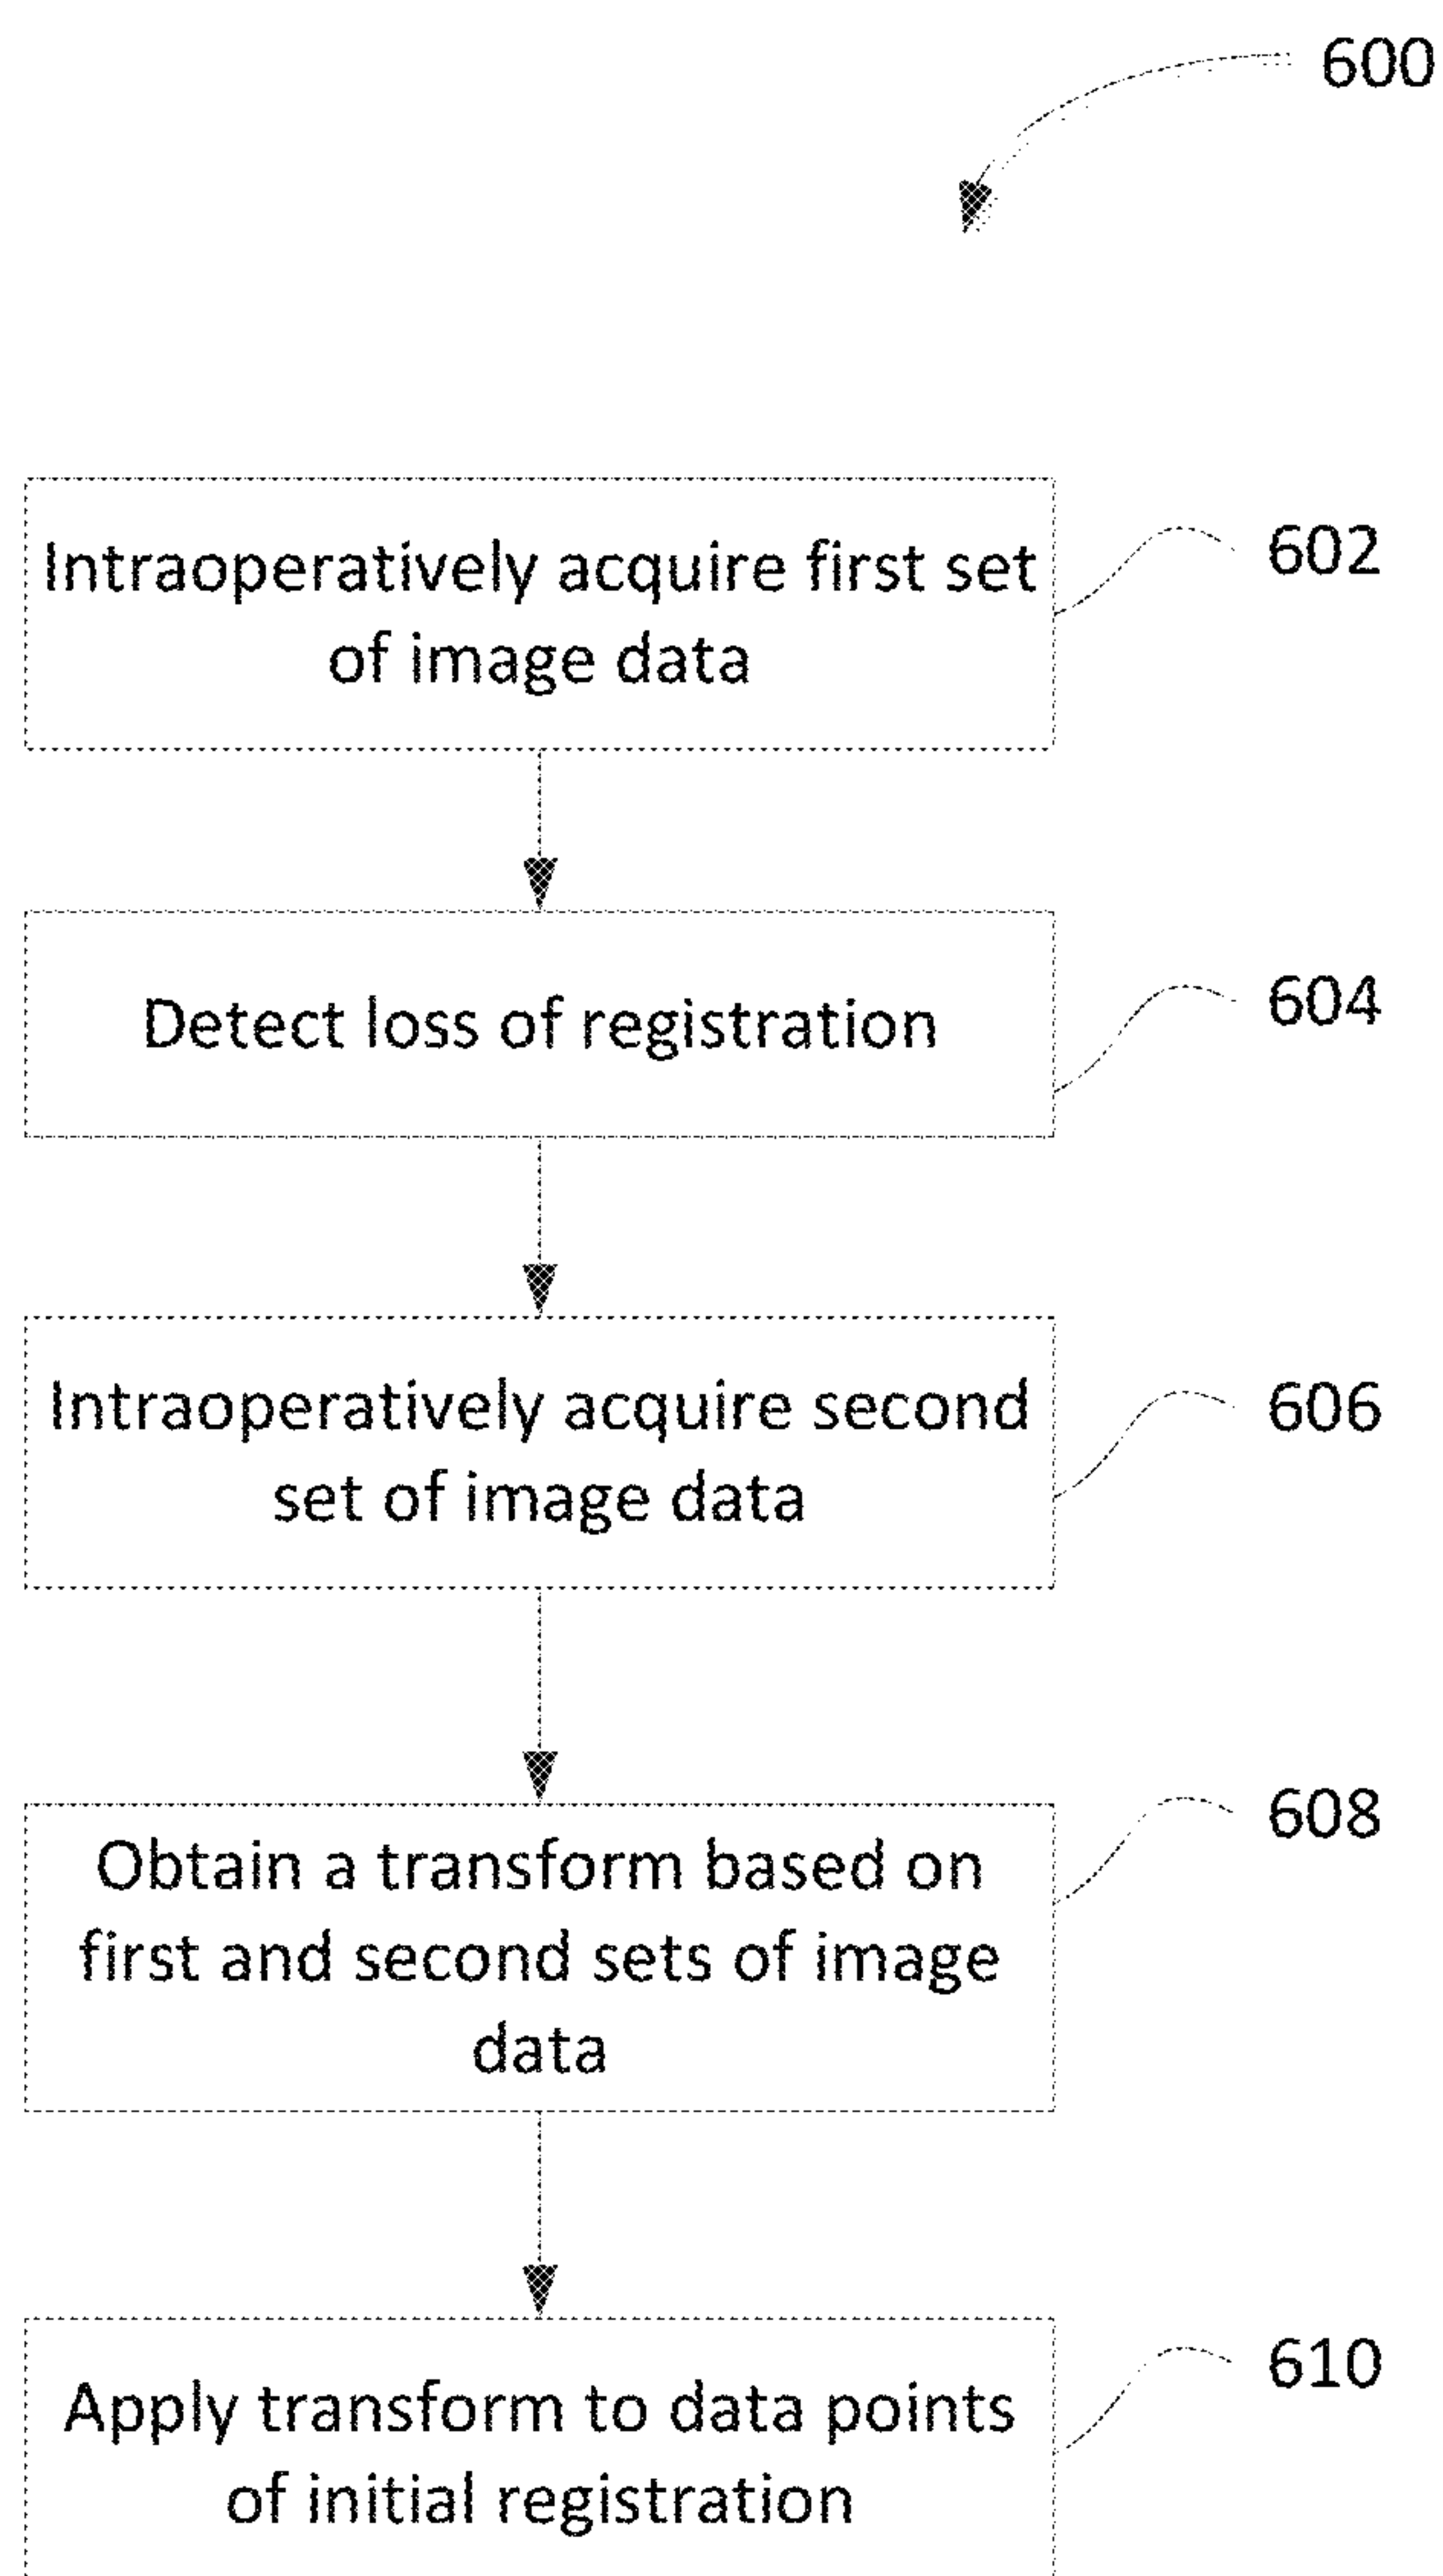 600
Intraoperatively acquire first set
of image data
602
Detect loss of registration
604
Intraoperatively acquire second
set of image data
606
Obtain a transform based on
first and second sets of image
data
608
Apply transform to data points
of initial registration
610